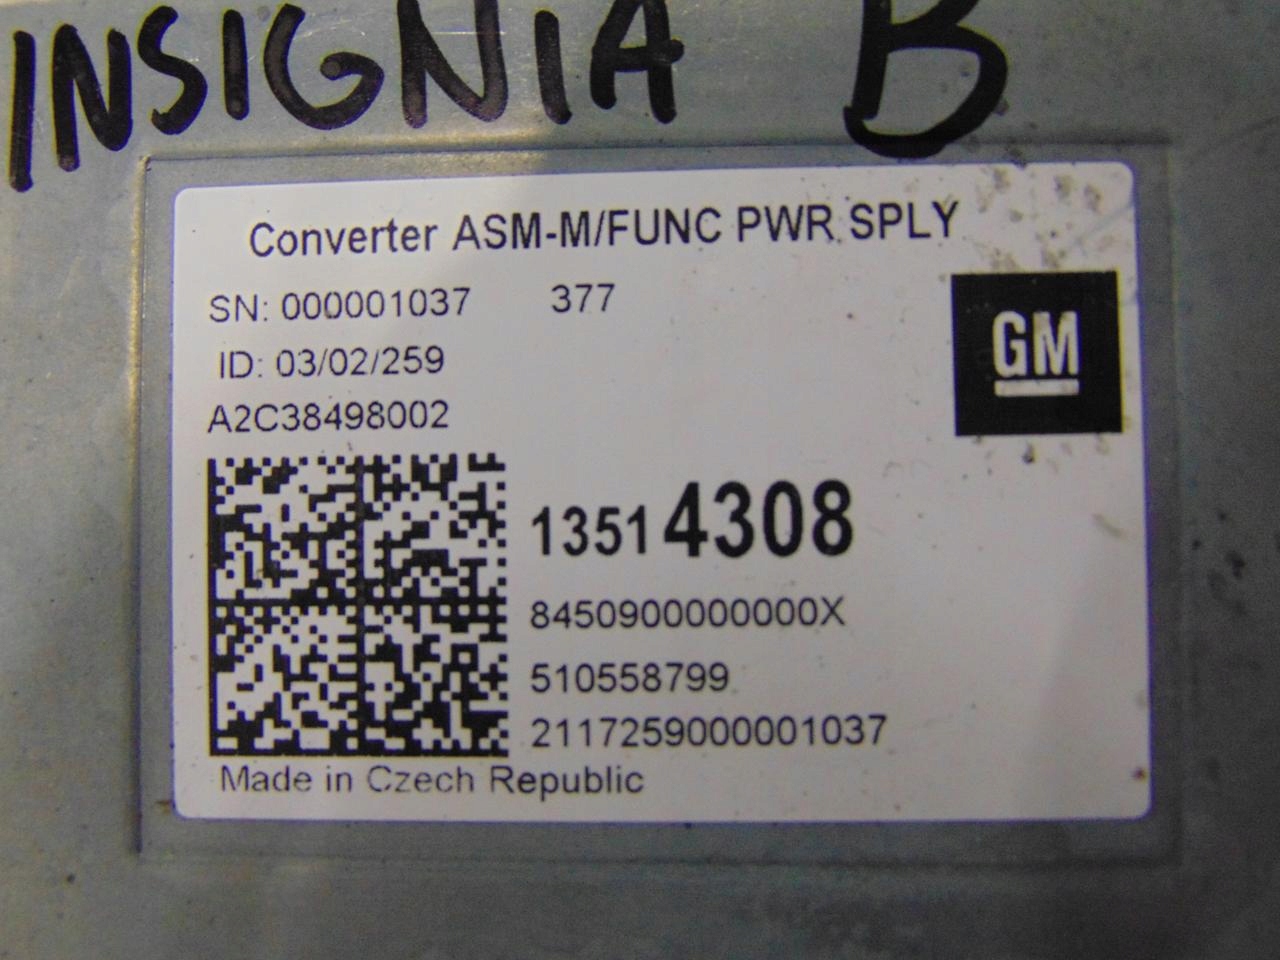 INSIGNIA B
Converter ASM-M/FUNC PWR SPLY
SN: 000001037 377
ID: 03/02/259
A2C38498002
GM
13514308
8450900000000X
510558799
2117259000001037
Made in Czech Republic